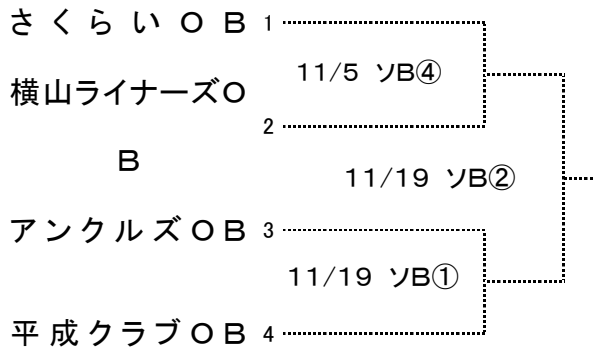 さくらいＯＢ 1
11/5 ソB④
横山ライナーズＯ
2
Ｂ
11/19 ソB②
アンクルズＯＢ 3
11/19 ソB①
平成クラブＯＢ 4